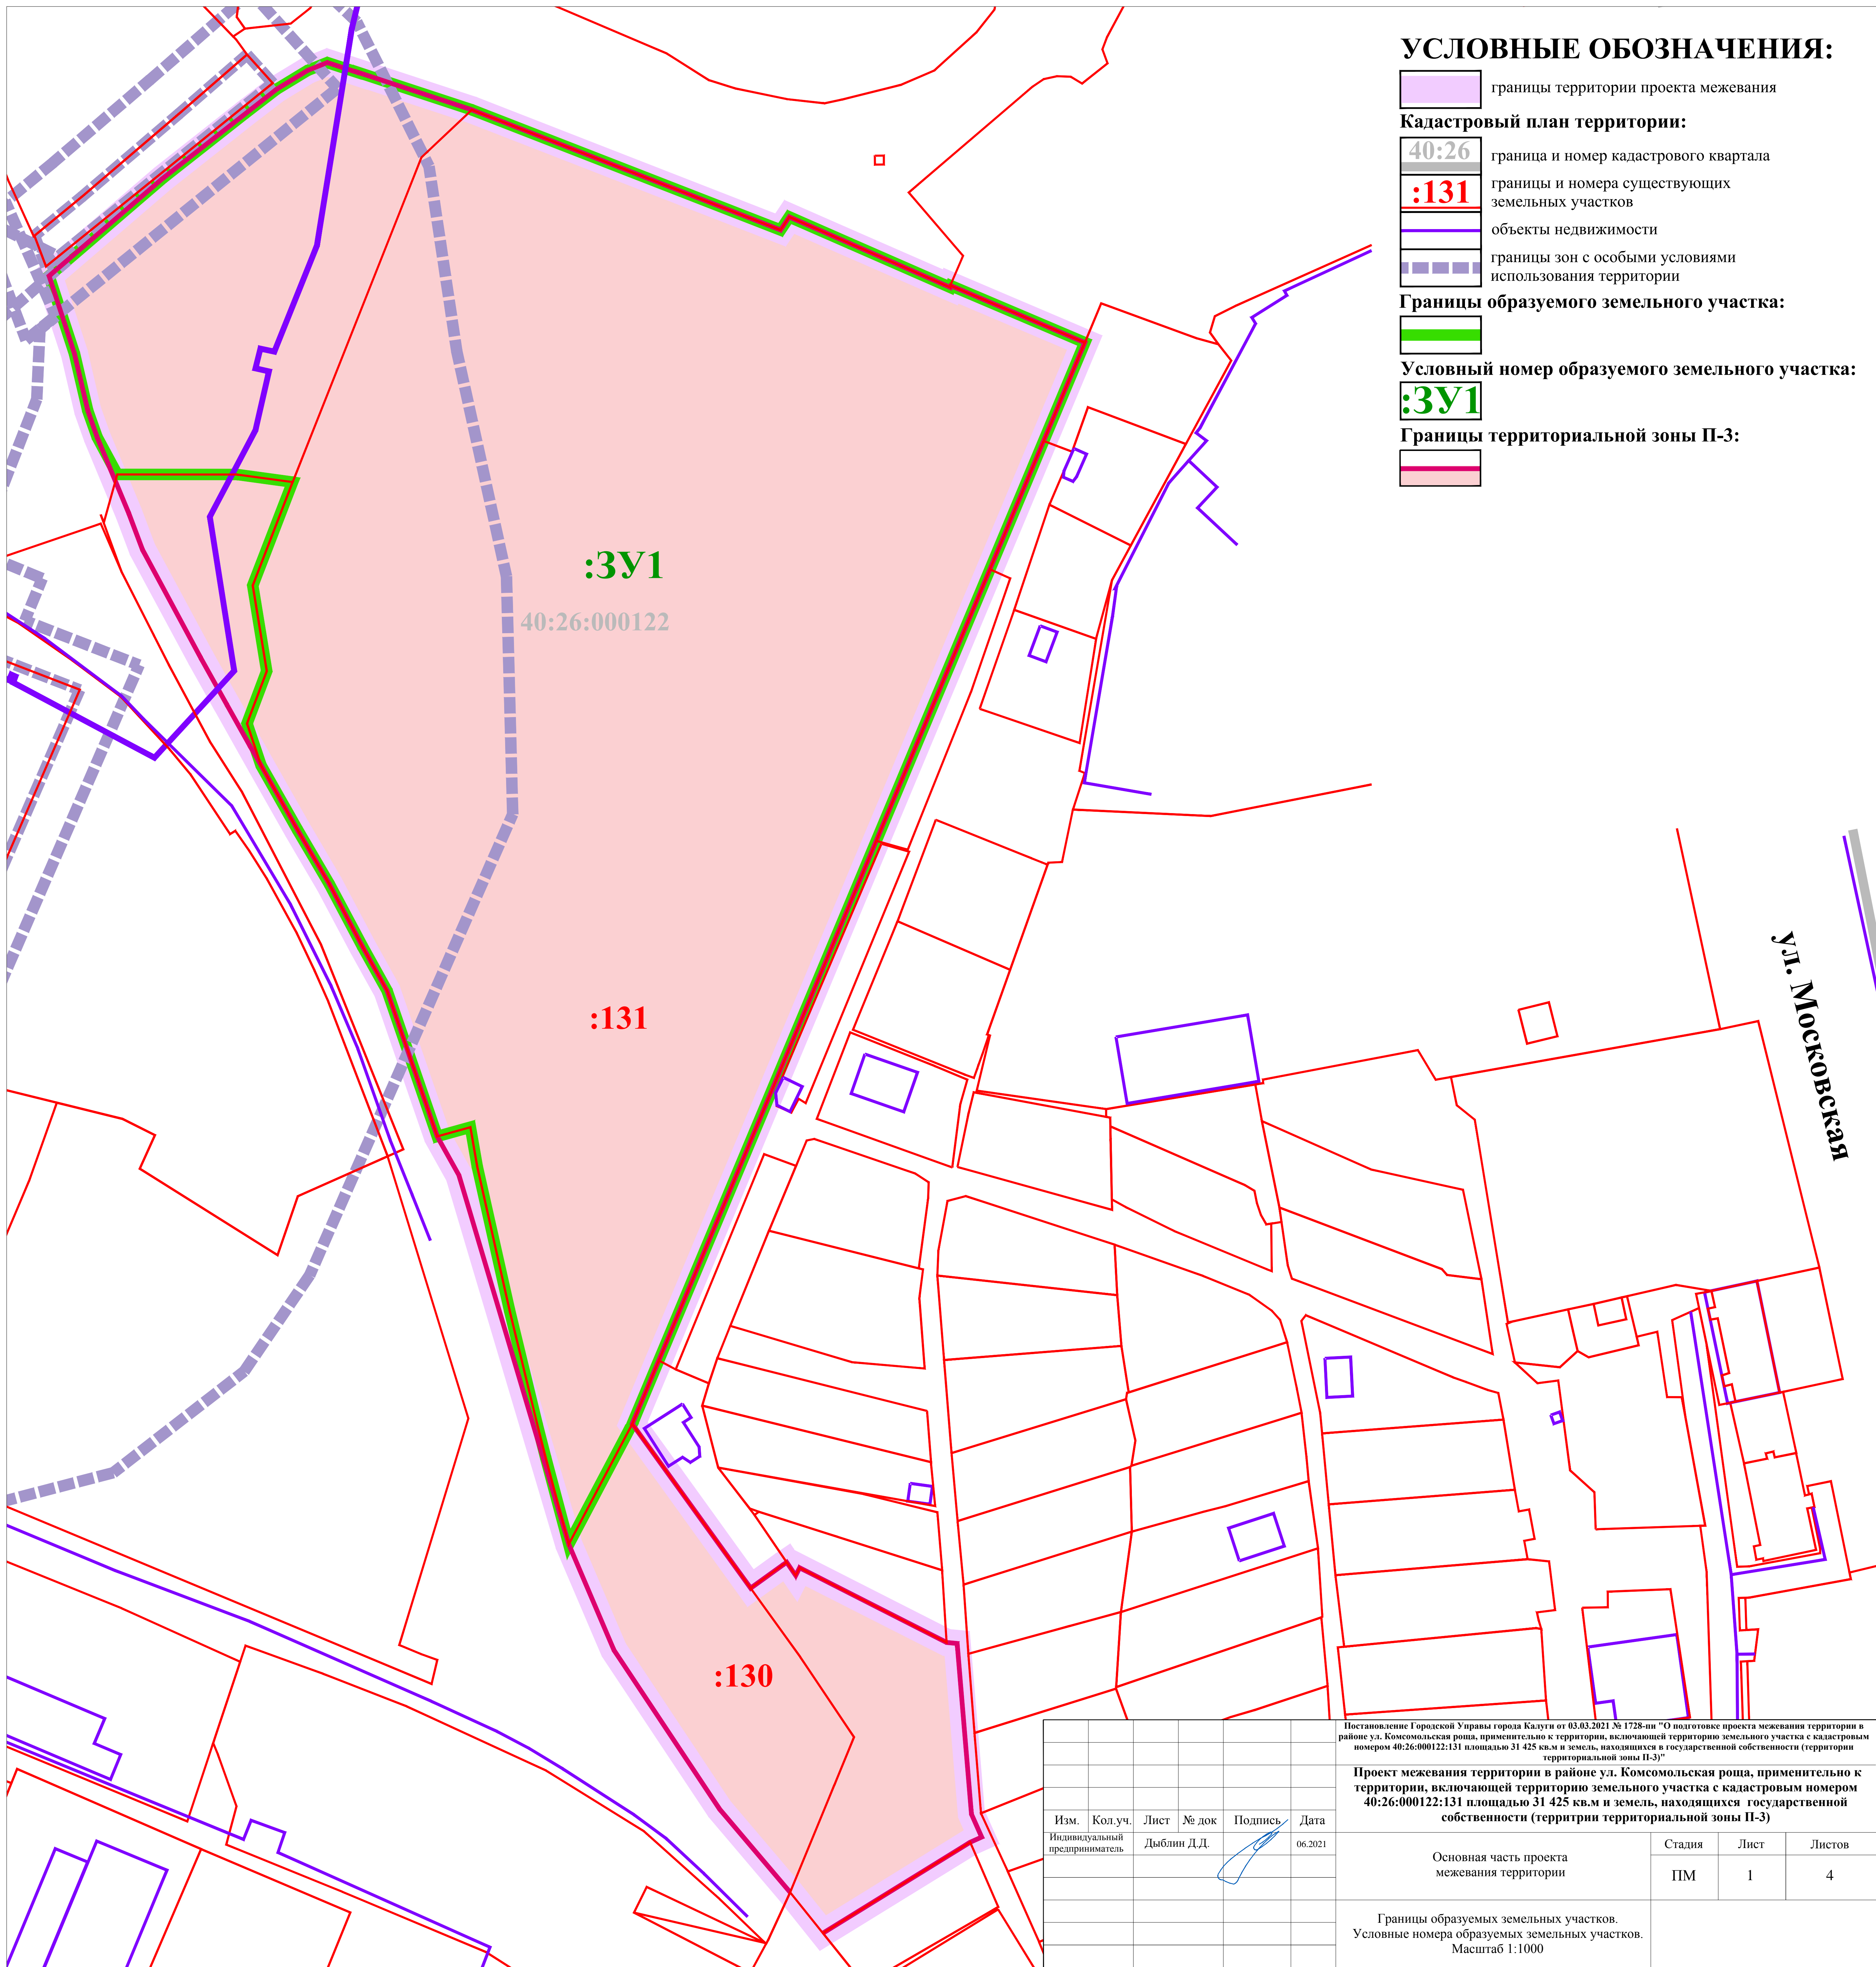 УСЛОВНЫЕ ОБОЗНАЧЕНИЯ:
границы территории проекта межевания
Кадастровый план территории:
40:26
граница и номер кадастрового квартала
:131
границы и номера существующих
земельных участков
объекты недвижимости
границы зон с особыми условиями
использования территории
Границы образуемого земельного участка:
Условный номер образуемого земельного участка:
:ЗУ1
Границы территориальной зоны П-3:
:ЗУ1
40:26:000122
:131
ул. Московская
:130
Постановление Городской Управы города Калуги от 03.03.2021 № 1728-пи "О подготовке проекта межевания территории в
районе ул. Комсомольская роща, применительно к территории, включающей территорию земельного участка с кадастровым
номером 40:26:000122:131 площадью 31 425 кв.м и земель, находящихся в государственной собственности (территории
территориальной зоны П-3)"
Проект межевания территории в районе ул. Комсомольская роща, применительно к
территории, включающей территорию земельного участка с кадастровым номером
40:26:000122:131 площадью 31 425 кв.м и земель, находящихся государственной
собственности (территрии территориальной зоны П-3)
Изм. Кол.уч. Лист № док Подпись Дата
Индивидуальный
предприниматель
Дыблин Д.Д.
06.2021
Основная часть проекта
межевания территории
Стадия Лист Листов
ПМ 1 4
Границы образуемых земельных участков.
Условные номера образуемых земельных участков.
Масштаб 1:1000